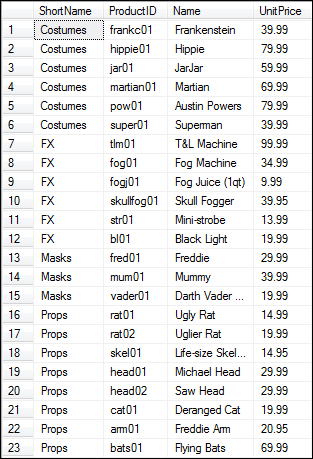 ShortName ProductID Name UnitPrice
1 Costumes frankc01 Frankenstein 39.99
2 Costumes hippie01 Hippie 79.99
3 Costumes jar01 JarJar 59.99
4 Costumes martian01 Martian 69.99
5 Costumes pow01 Austin Powers 79.99
6 Costumes super01 Superman 39.99
7 FX tlm01 T&L Machine 99.99
8 FX fog01 Fog Machine 34.99
9 FX fogj01 Fog Juice (1qt) 9.99
10 FX skullfog01 Skull Fogger 39.95
11 FX str01 Mini-strobe 13.99
12 FX bl01 Black Light 19.99
13 Masks fred01 Freddie 29.99
14 Masks mum01 Mummy 39.99
15 Masks vader01 Darth Vader ... 19.99
16 Props rat01 Ugly Rat 14.99
17 Props rat02 Uglier Rat 19.99
18 Props skel01 Life-size Skel... 14.95
19 Props head01 Michael Head 29.99
20 Props head02 Saw Head 29.99
21 Props cat01 Deranged Cat 19.99
22 Props arm01 Freddie Arm 20.95
23 Props bats01 Flying Bats 69.99